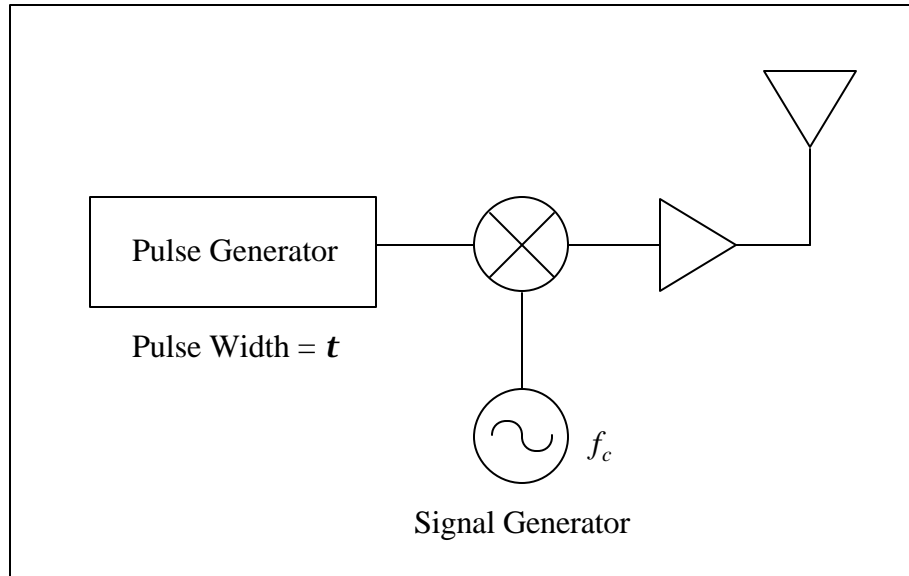 Pulse Generator
Pulse Width = t
f_c
Signal Generator